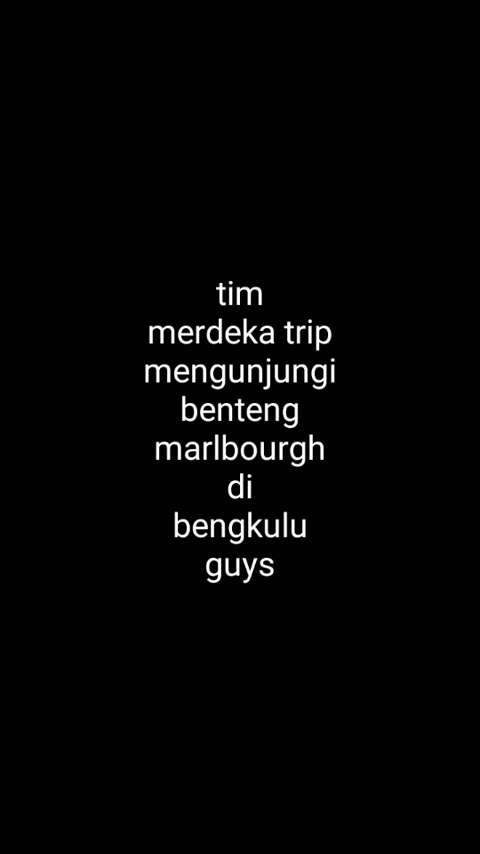 tim
merdeka trip
mengunjungi
benteng
marlbourgh
di
bengkulu
guys